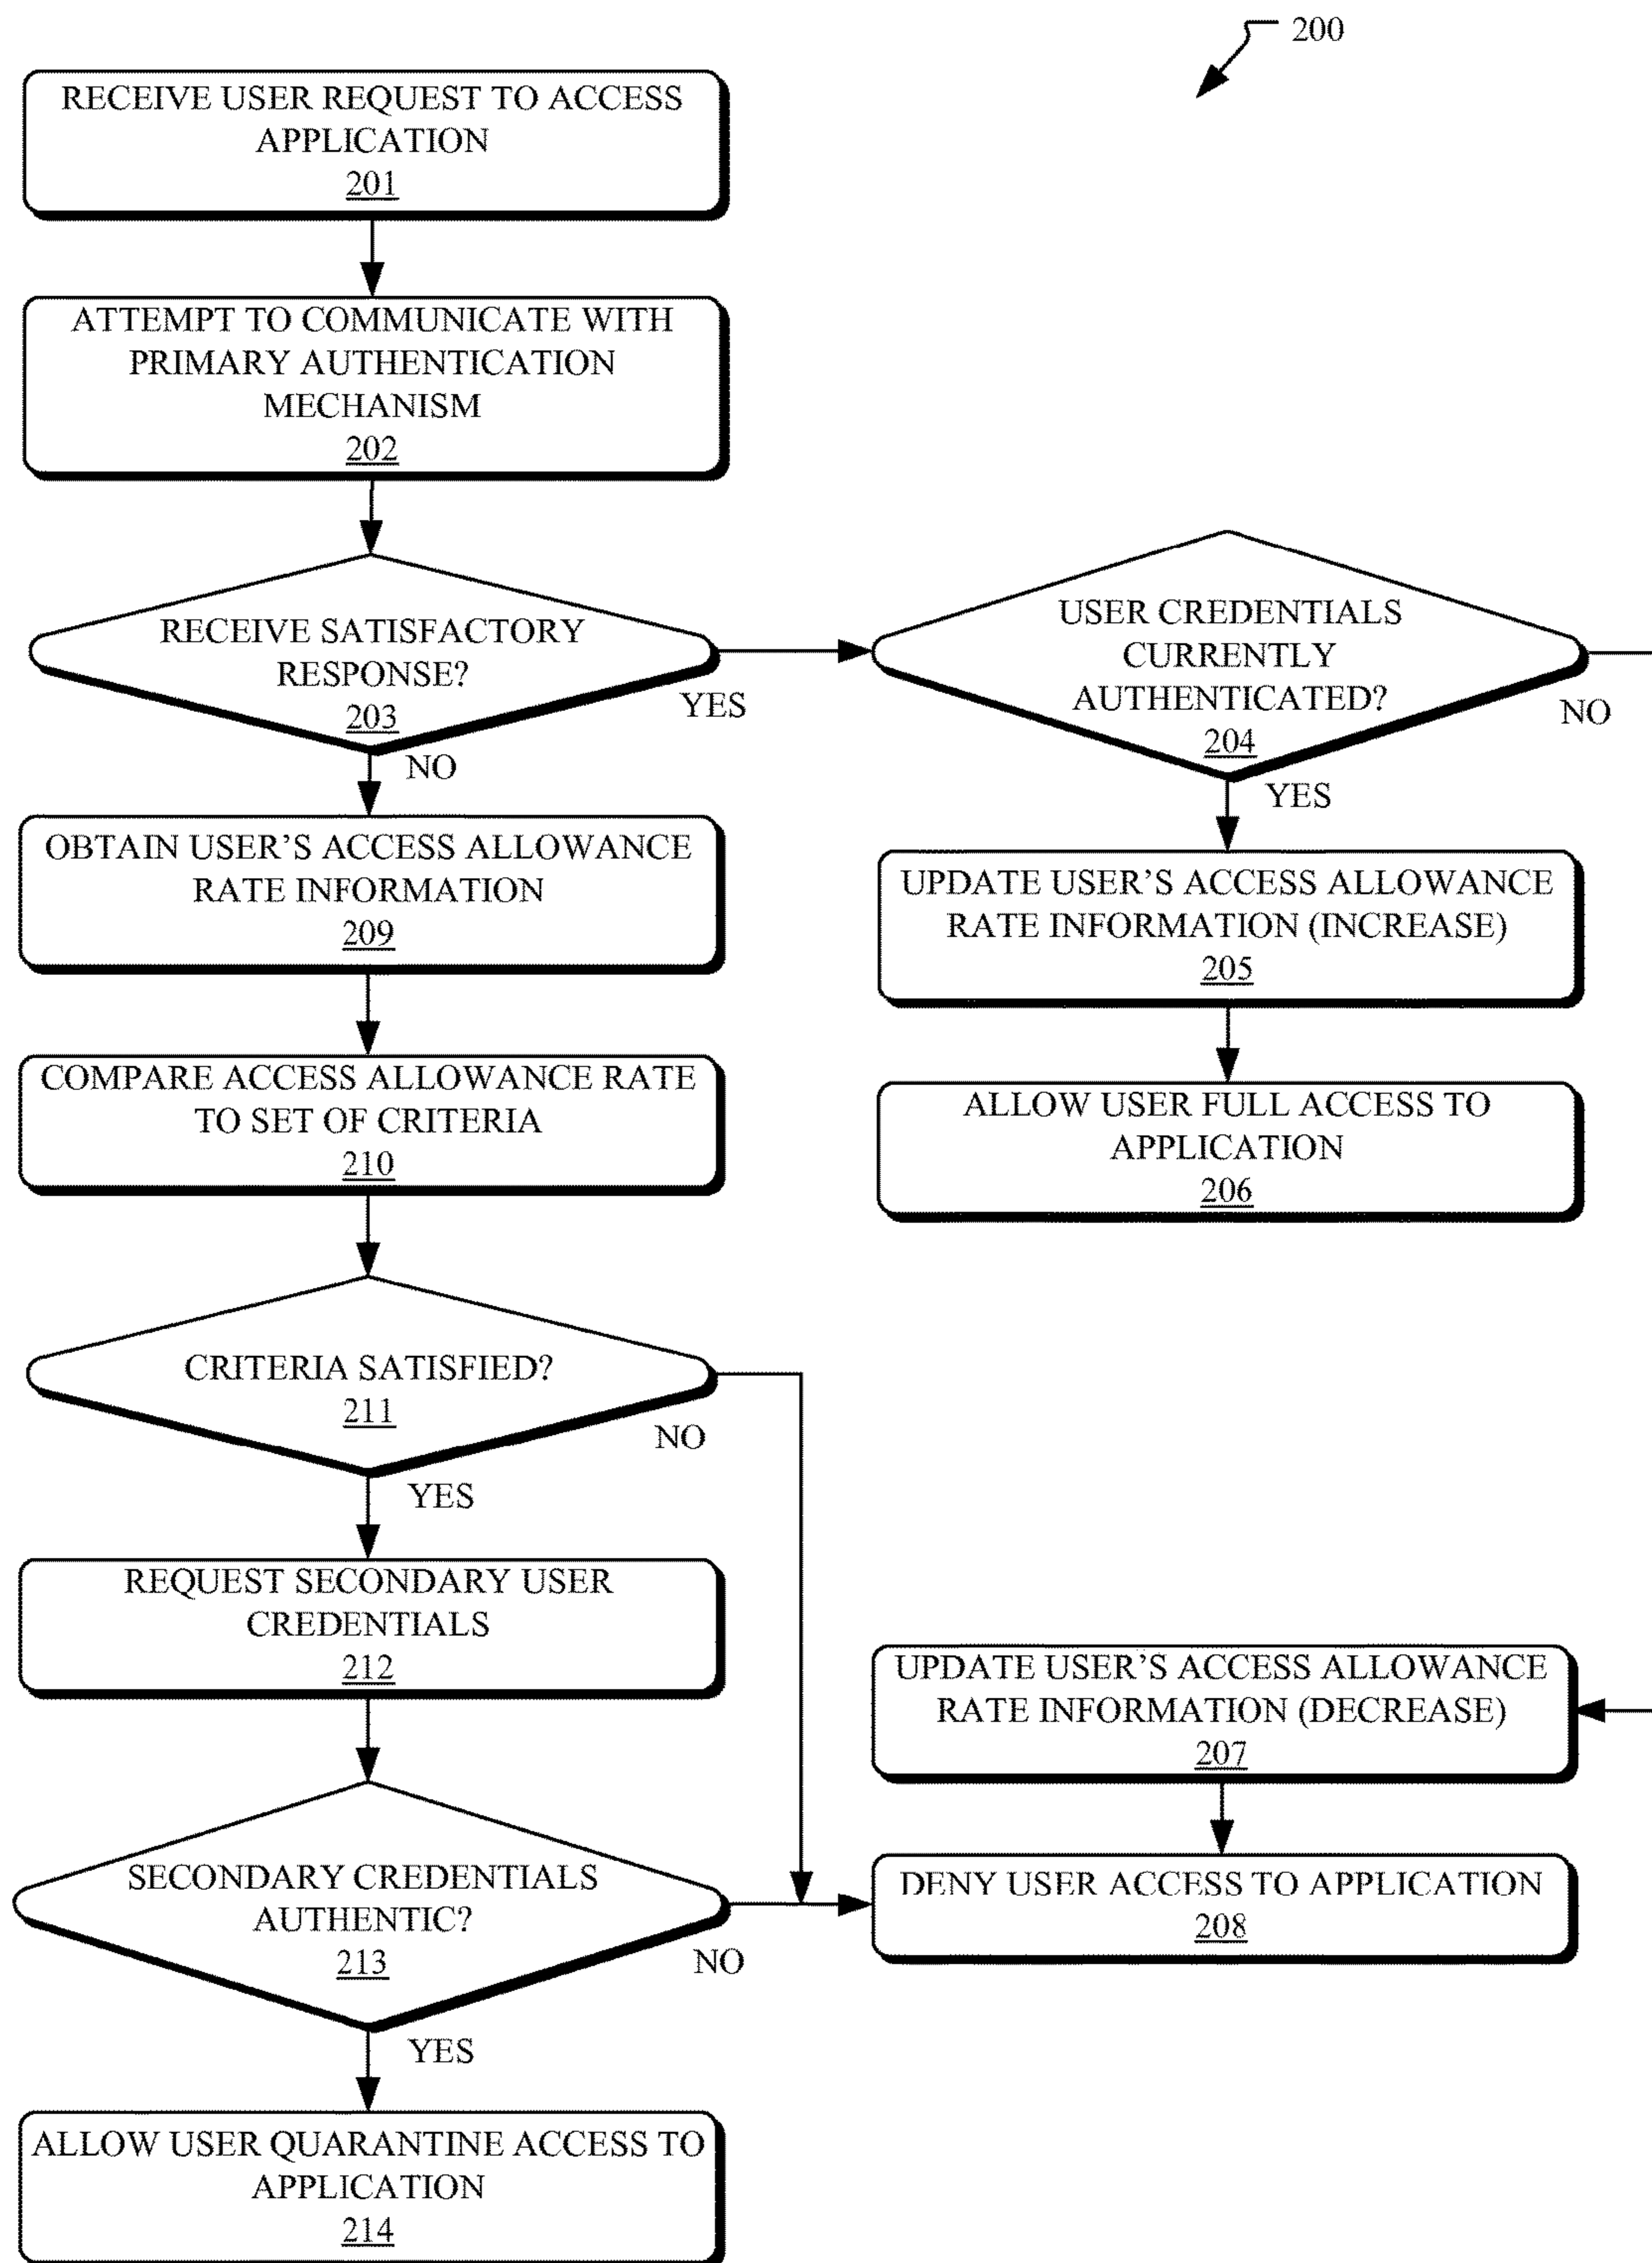 200
RECEIVE USER REQUEST TO ACCESS
APPLICATION
201
ATTEMPT TO COMMUNICATE WITH
PRIMARY AUTHENTICATION
MECHANISM
202
RECEIVE SATISFACTORY
RESPONSE?
203
YES
NO
USER CREDENTIALS
CURRENTLY
AUTHENTICATED?
204
NO
YES
UPDATE USER'S ACCESS ALLOWANCE
RATE INFORMATION (INCREASE)
205
ALLOW USER FULL ACCESS TO
APPLICATION
206
OBTAIN USER'S ACCESS ALLOWANCE
RATE INFORMATION
209
COMPARE ACCESS ALLOWANCE RATE
TO SET OF CRITERIA
210
CRITERIA SATISFIED?
211
NO
YES
REQUEST SECONDARY USER
CREDENTIALS
212
UPDATE USER'S ACCESS ALLOWANCE
RATE INFORMATION (DECREASE)
207
SECONDARY CREDENTIALS
AUTHENTIC?
213
NO
YES
DENY USER ACCESS TO APPLICATION
208
ALLOW USER QUARANTINE ACCESS TO
APPLICATION
214